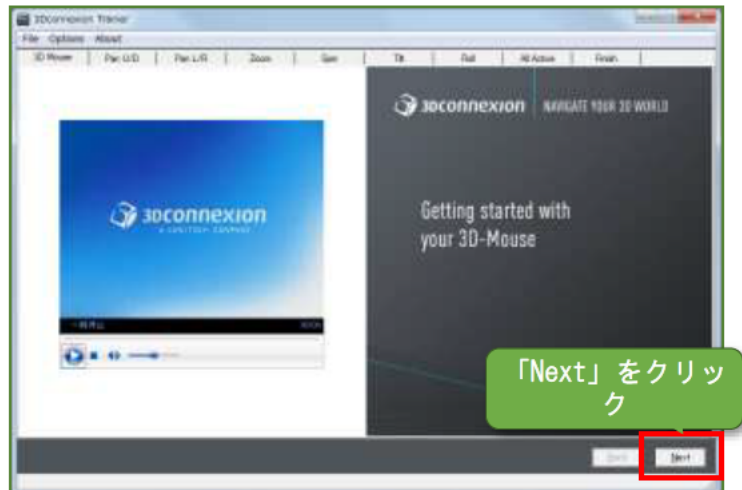 3Dconnexion Trainer
File Options About
3D Mouse Pan U/D Pan L/R Zoom Spin Tilt Roll All Active Finish
3Dconnexion NAVIGATE YOUR 3D WORLD
3Dconnexion
A LOGITECH COMPANY
Getting started with
your 3D-Mouse
「Next」をクリッ
ク
Back Next